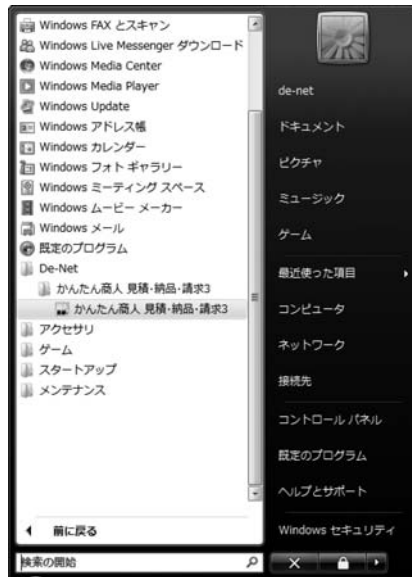 Windows FAX とスキャン
Windows Live Messenger ダウンロード
Windows Media Center
Windows Media Player
Windows Update
Windows アドレス帳
Windows カレンダー
Windows フォト ギャラリー
Windows ミーティング スペース
Windows ムービー メーカー
Windows メール
既定のプログラム
De-Net
かんたん商人 見積・納品・請求3
かんたん商人 見積・納品・請求3
アクセサリ
ゲーム
スタートアップ
メンテナンス
前に戻る
検索の開始
de-net
ドキュメント
ピクチャ
ミュージック
ゲーム
最近使った項目
コンピュータ
ネットワーク
接続先
コントロール パネル
既定のプログラム
ヘルプとサポート
Windows セキュリティ